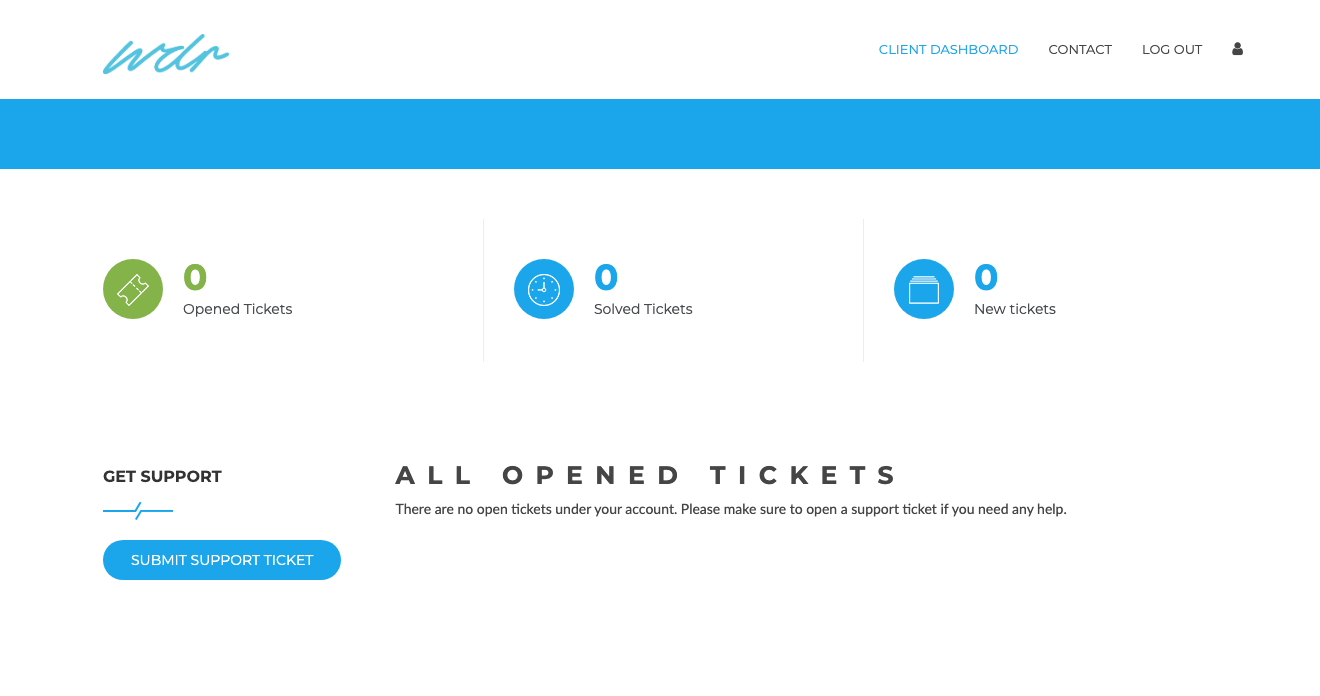 wdr
CLIENT DASHBOARD
CONTACT
LOG OUT
0
Opened Tickets
0
Solved Tickets
0
New tickets
GET SUPPORT
SUBMIT SUPPORT TICKET
ALL OPENED TICKETS
There are no open tickets under your account. Please make sure to open a support ticket if you need any help.